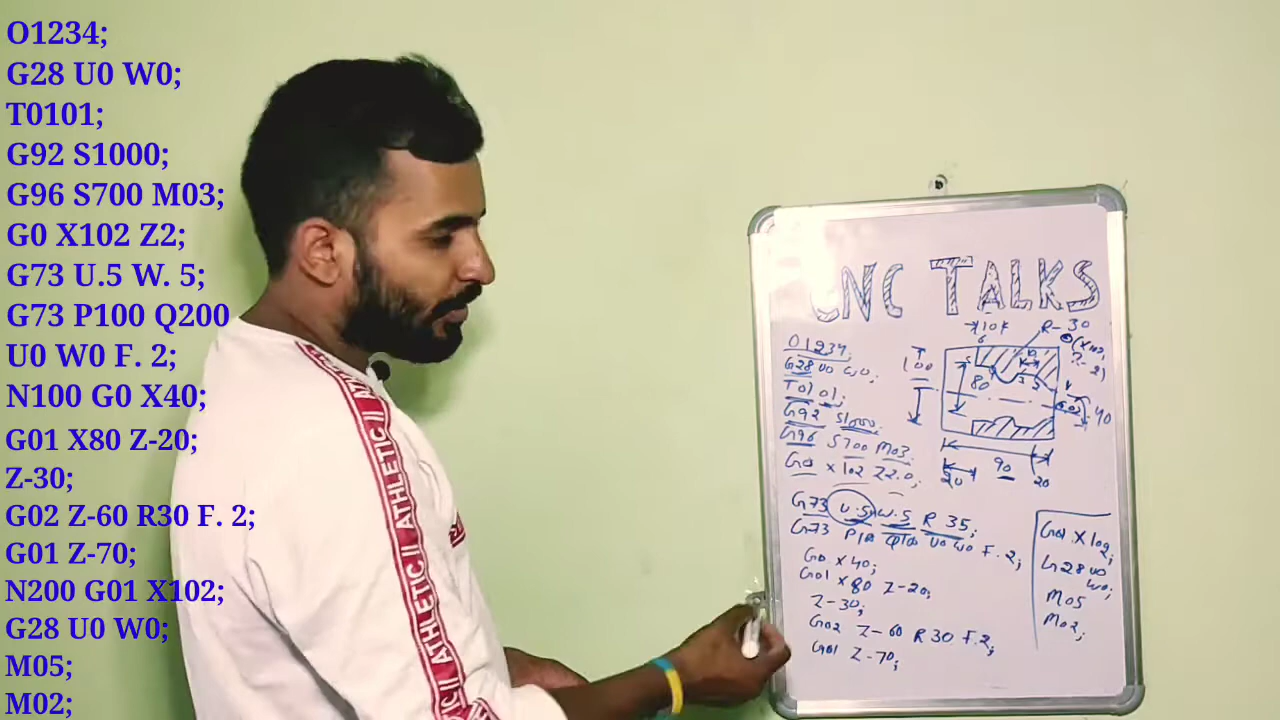 O1234;
G28 U0 W0;
T0101;
G92 S1000;
G96 S700 M03;
G0 X102 Z2;
G73 U.5 W. 5;
G73 P100 Q200
U0 W0 F. 2;
N100 G0 X40;
G01 X80 Z-20;
Z-30;
G02 Z-60 R30 F. 2;
G01 Z-70;
N200 G01 X102;
G28 U0 W0;
M05;
M02;
ATHLETIC ATHLETIC ATHLETIC
CNC TALKS
O1234;
G28 U0 W0;
T0101;
G92 S1000;
G96 S700 M03;
G0 X102 Z2.0;
G73 U.5 W.5 R 35;
G73 U0 W0 F.2;
G0 X40;
G01 X80 Z-20;
Z-30;
G02 Z-60 R30 F.2;
G01 Z-70;
10
R-30
100
80
40
90
20
20
G01 X102;
G28 U0
W0;
M05
M02;